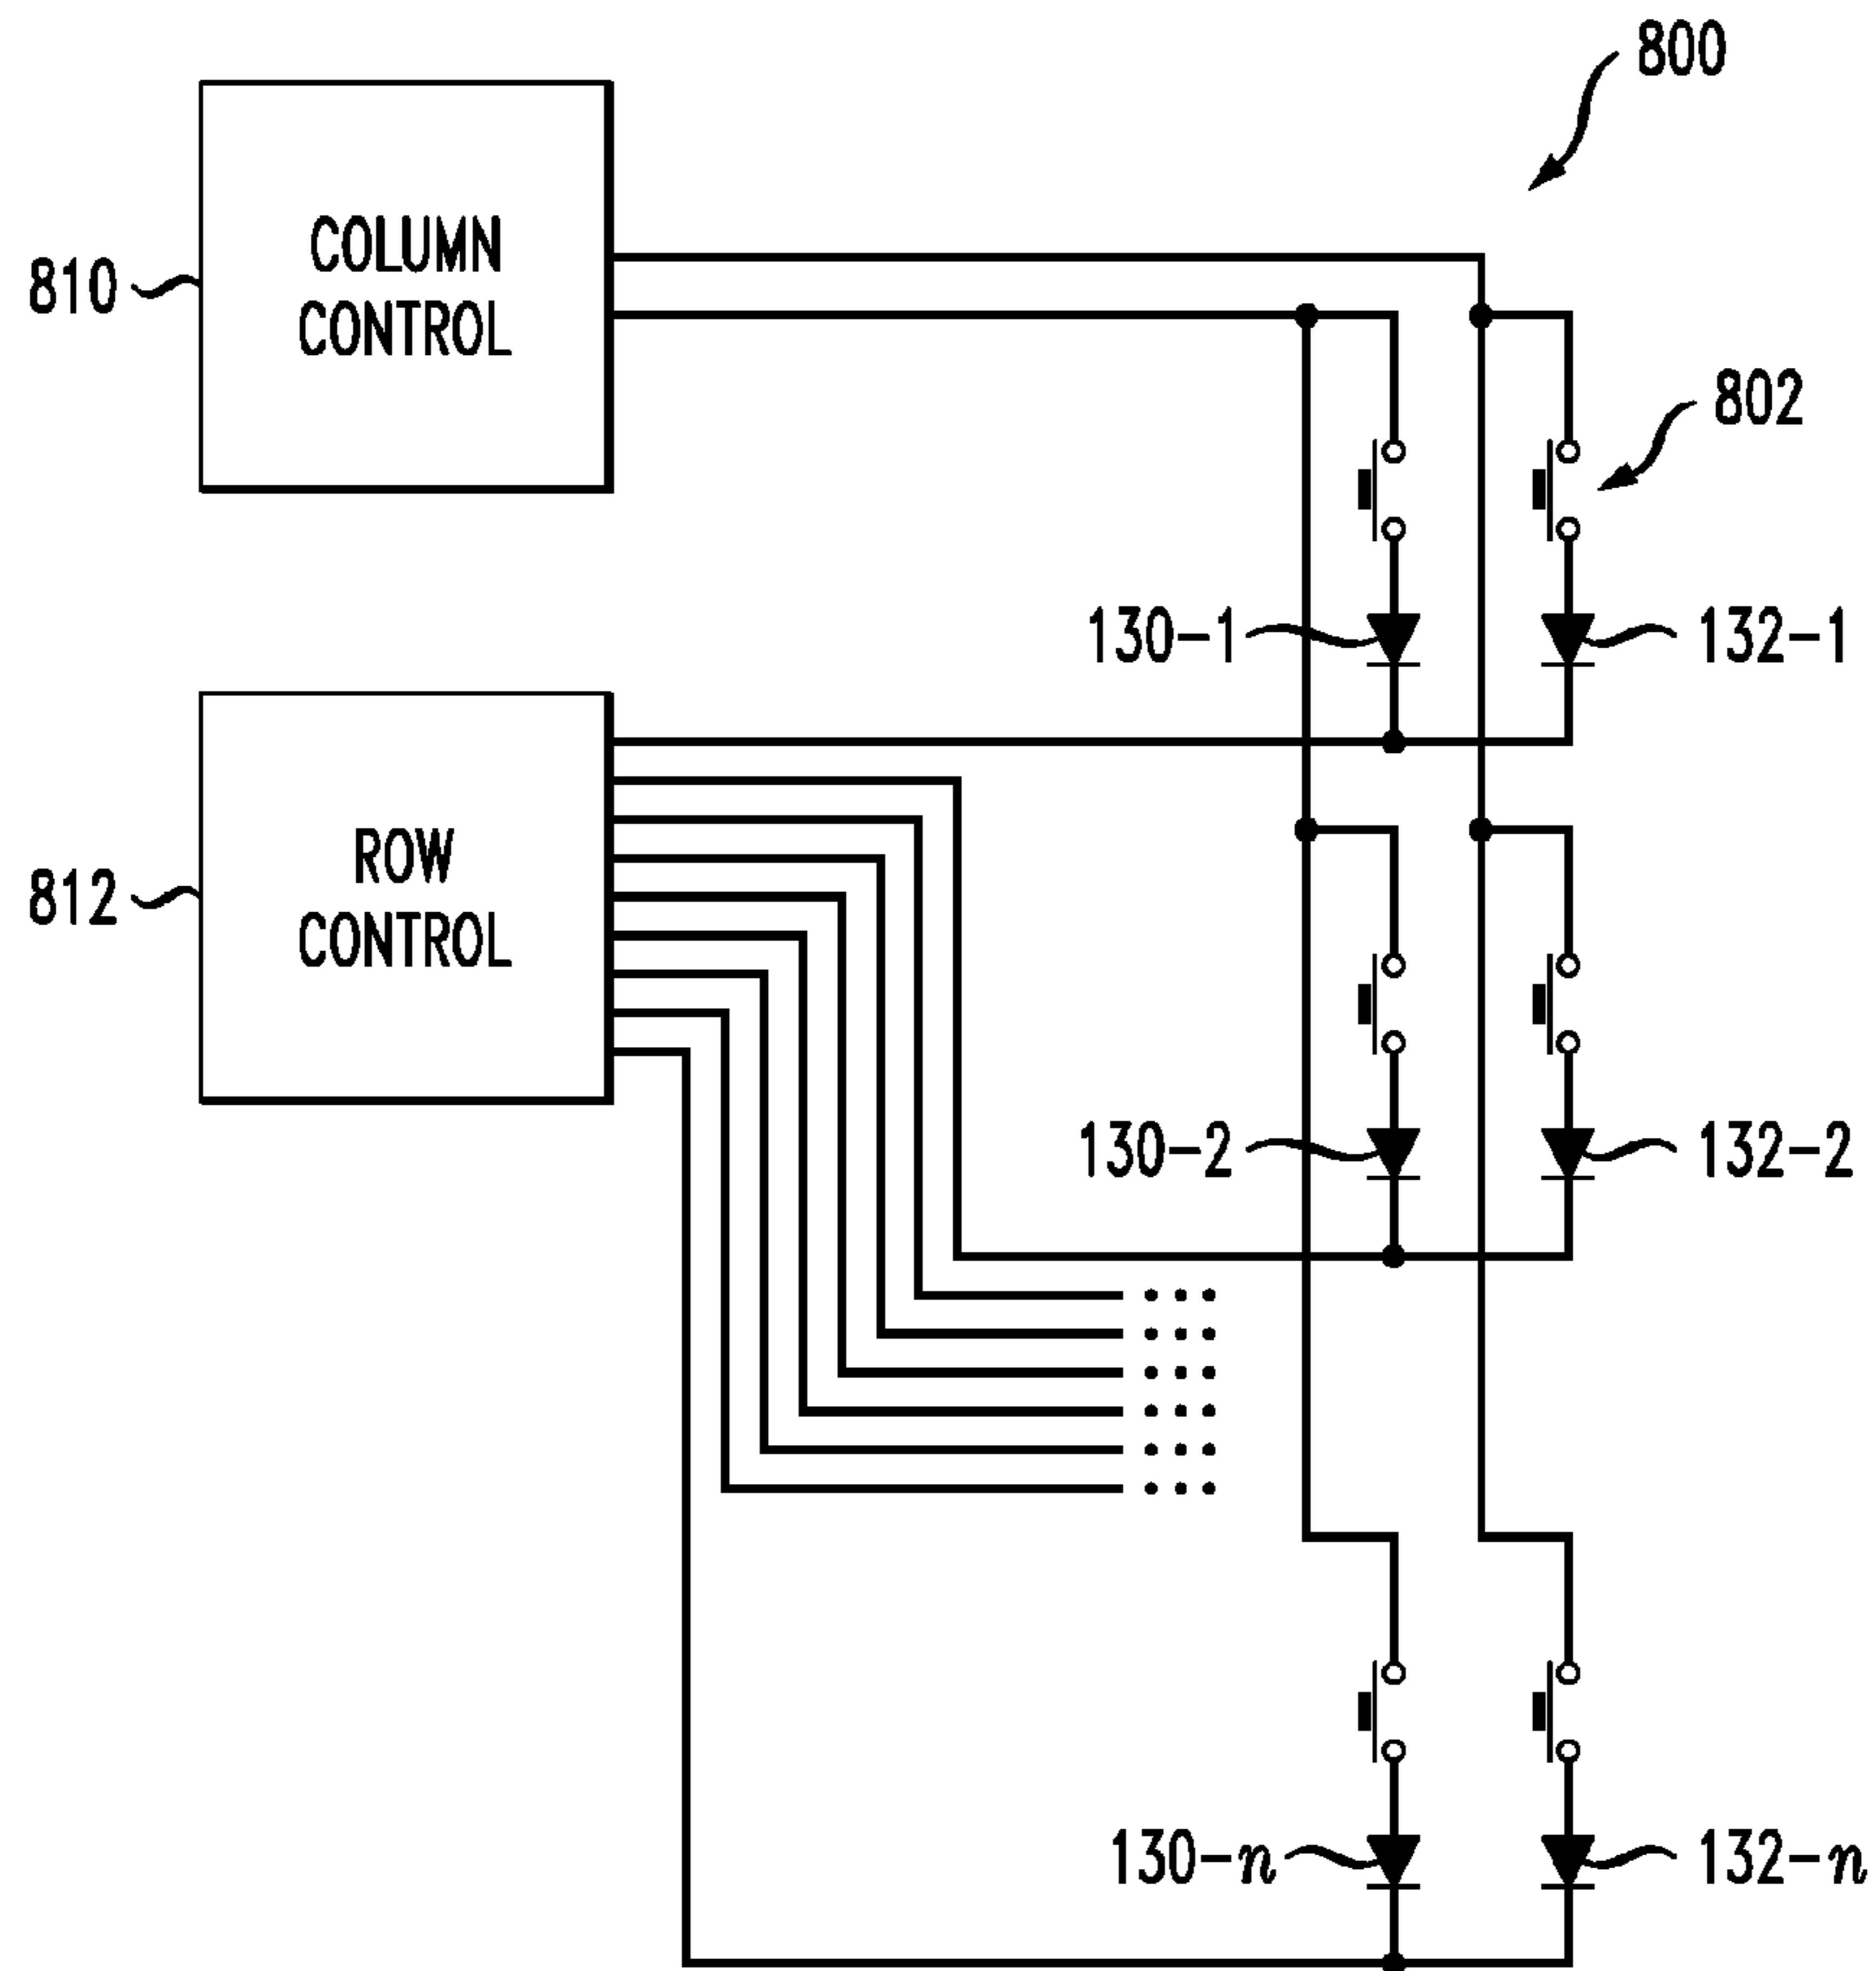 800
COLUMN
CONTROL
810
802
130-1
132-1
ROW
CONTROL
812
130-2
132-2
130-n
132-n